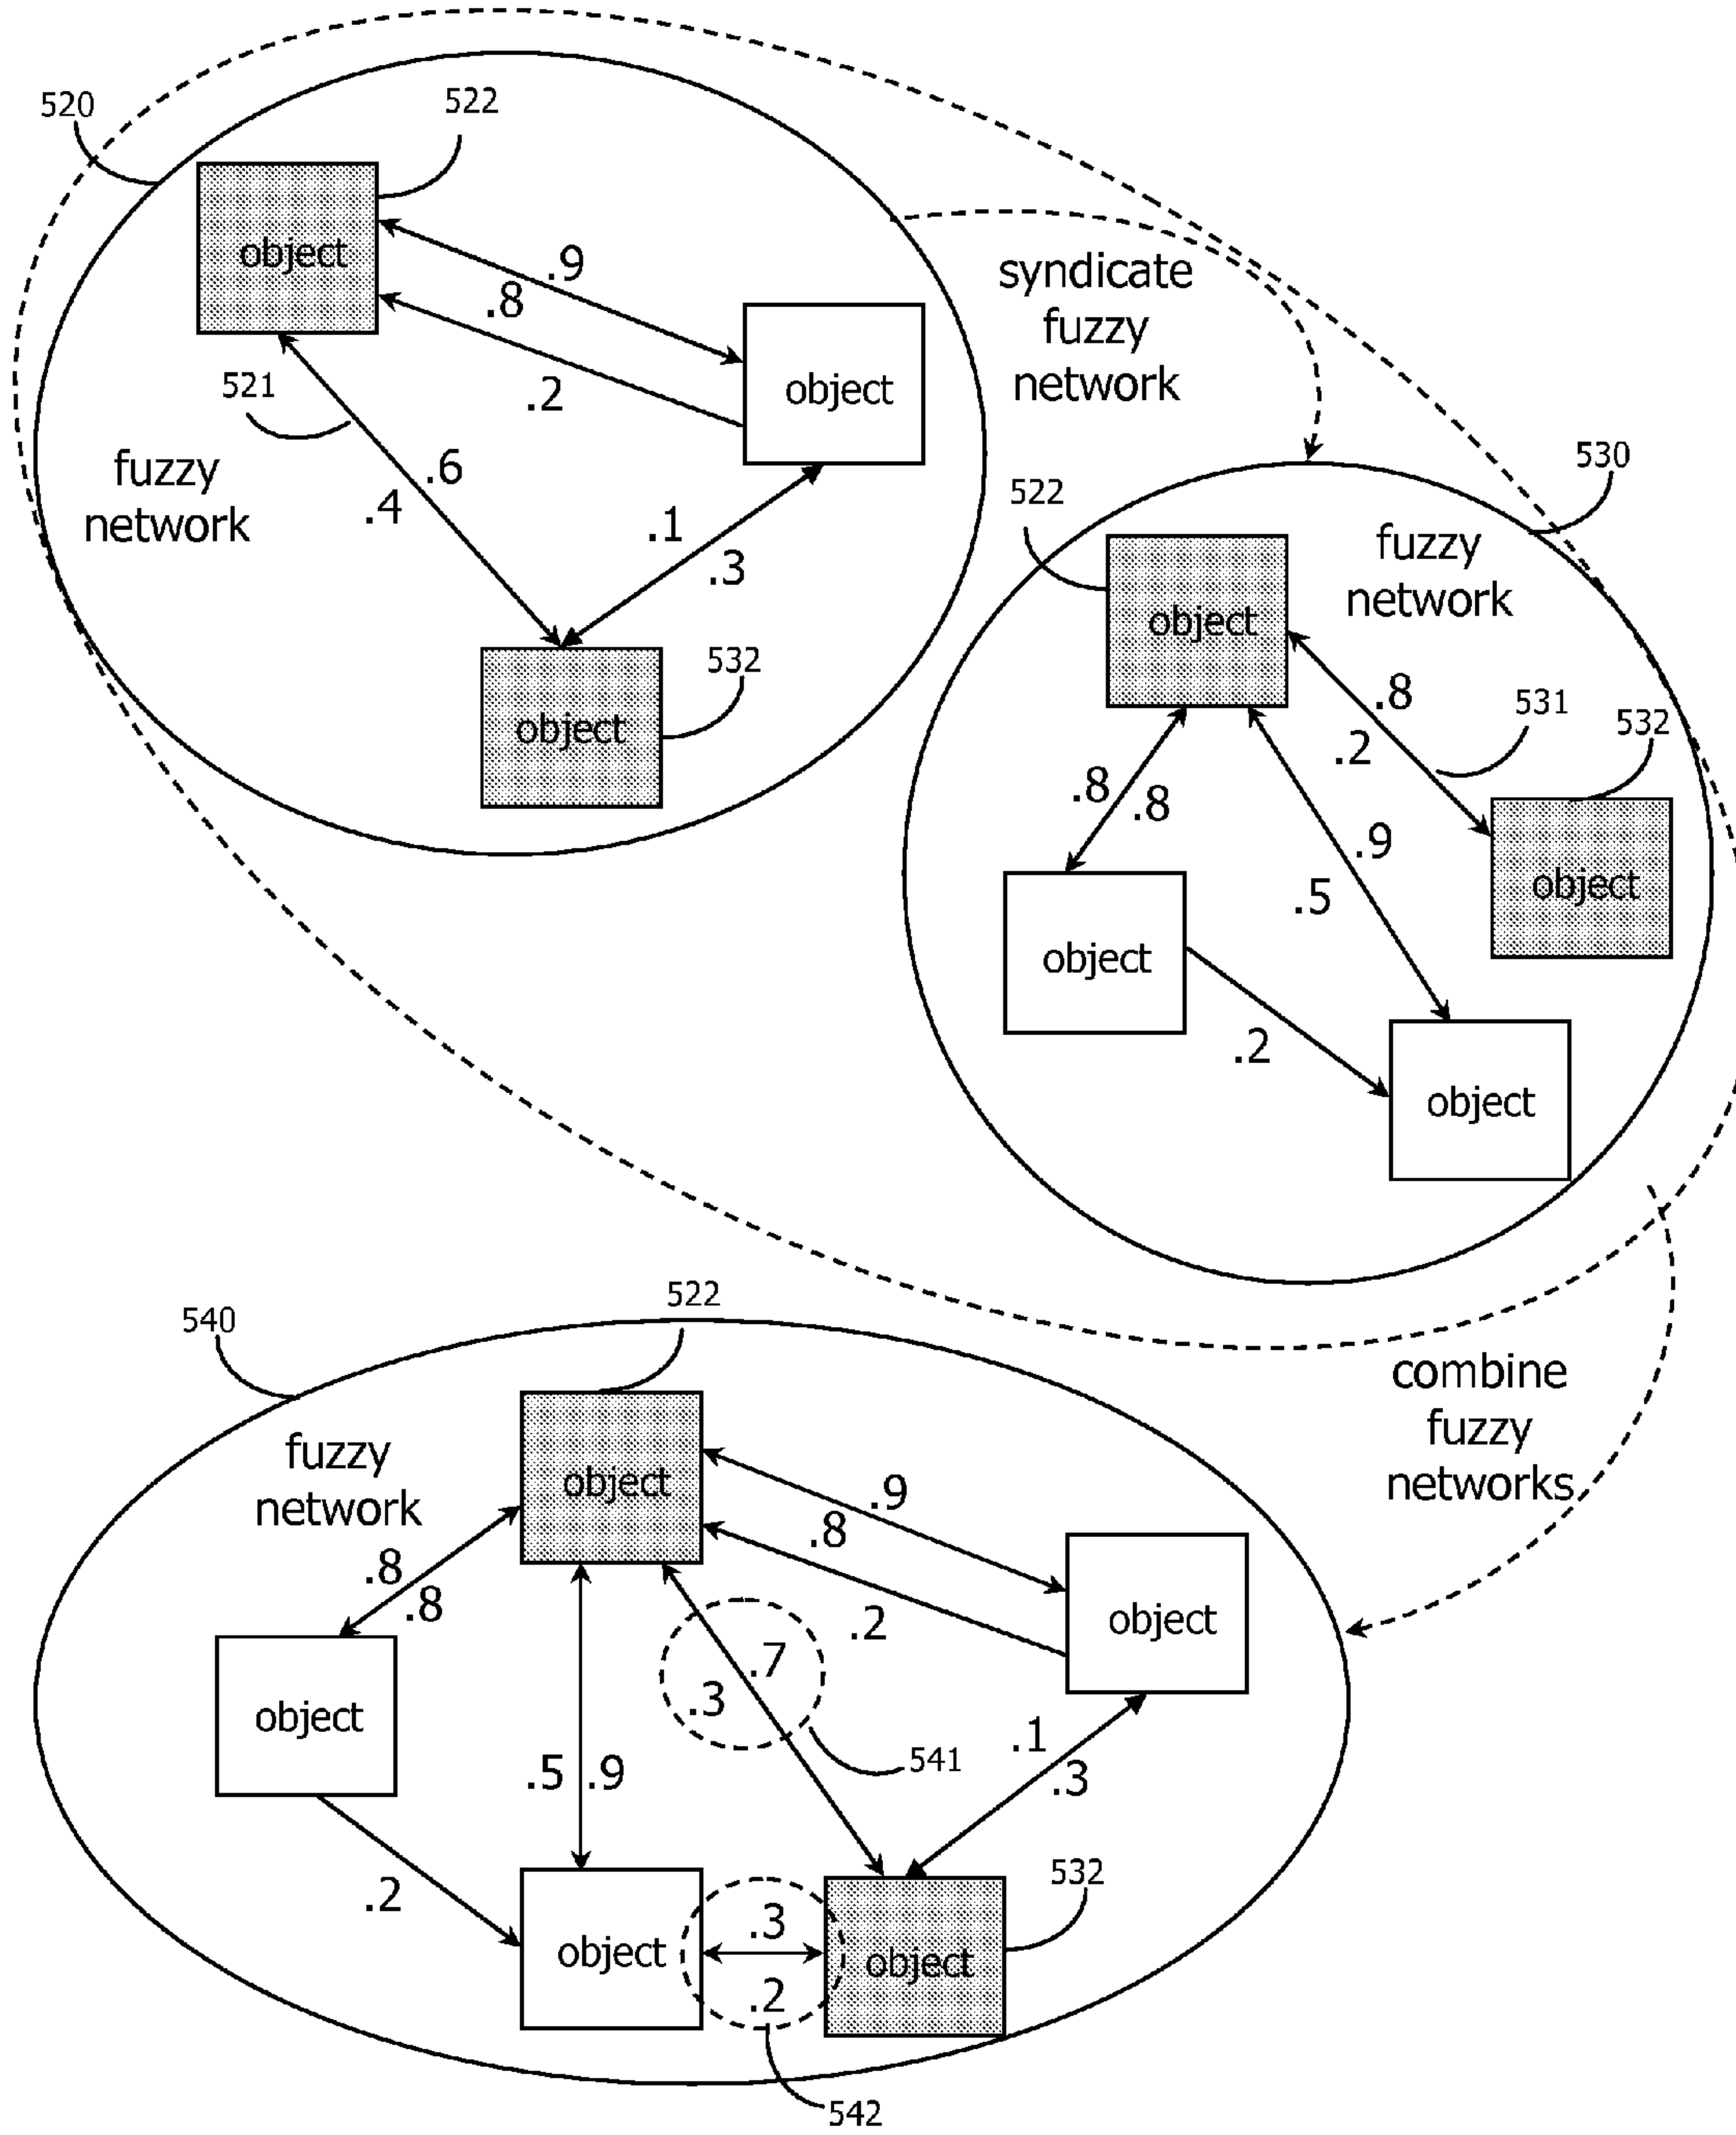 520
522
object
.9
.8
syndicate
fuzzy
network
object
521
.2
fuzzy
network
.6
.4
.1
.3
532
object
530
522
fuzzy
network
object
.8
531
532
.2
.8
.8
.9
.5
object
object
.2
object
522
540
combine
fuzzy
networks
fuzzy
network
object
.9
.8
.8
.8
.2
object
.7
.3
object
.1
541
.3
.5
.9
532
.2
.3
object
object
.2
542